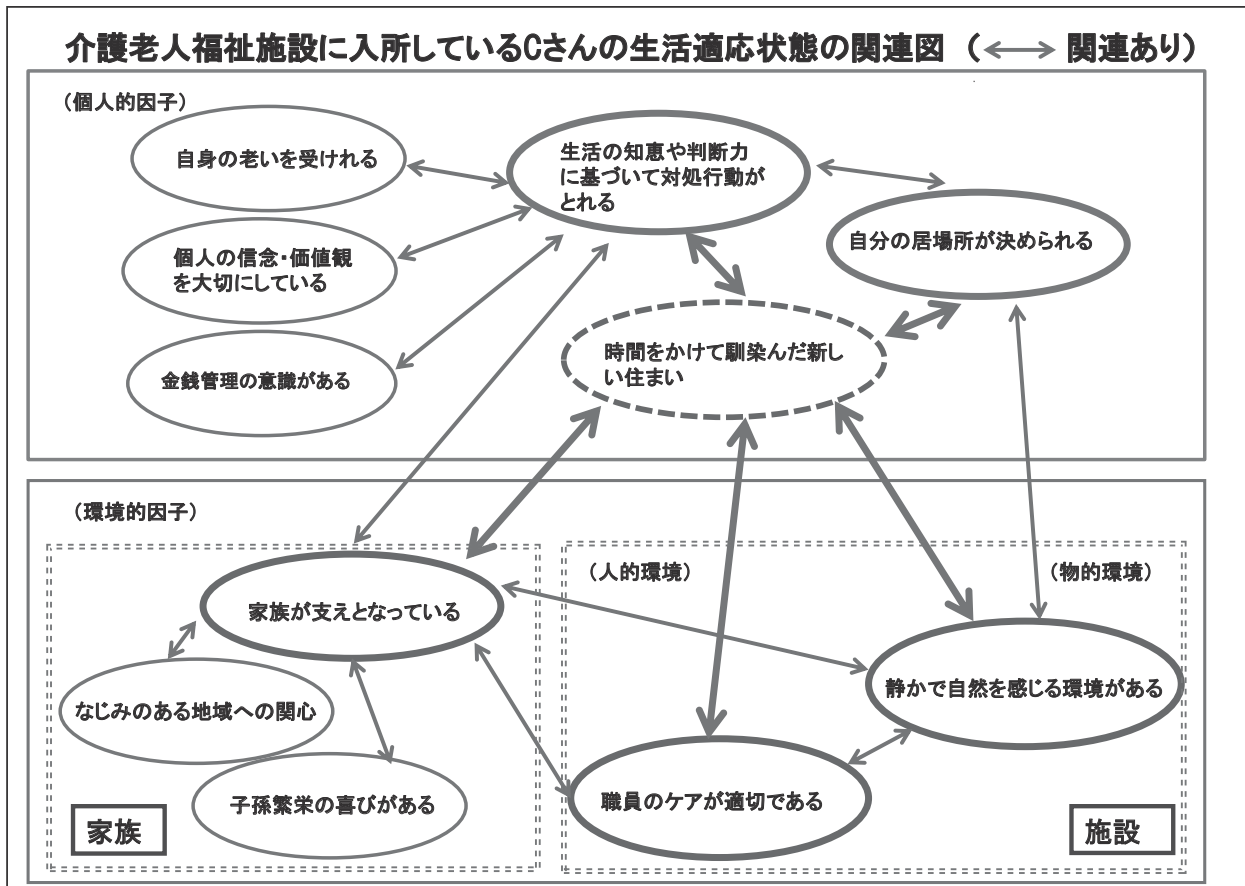 介護老人福祉施設に入所しているCさんの生活適応状態の関連図 (⟷ 関連あり)
(個人的因子)
自身の老いを受けれる
生活の知恵や判断力
に基づいて対処行動が
とれる
自分の居場所が決められる
個人の信念・価値観
を大切にしている
時間をかけて馴染んだ新し
い住まい
金銭管理の意識がある
(環境的因子)
(人的環境)
(物的環境)
家族が支えとなっている
静かで自然を感じる環境がある
なじみのある地域への関心
子孫繁栄の喜びがある
職員のケアが適切である
家族
施設